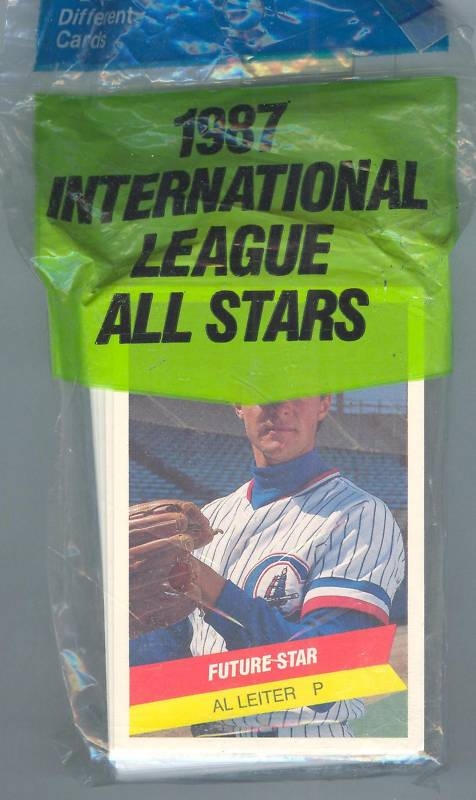 Different
Cards
1987
INTERNATIONAL
LEAGUE
ALL STARS
FUTURE STAR
AL LEITER P